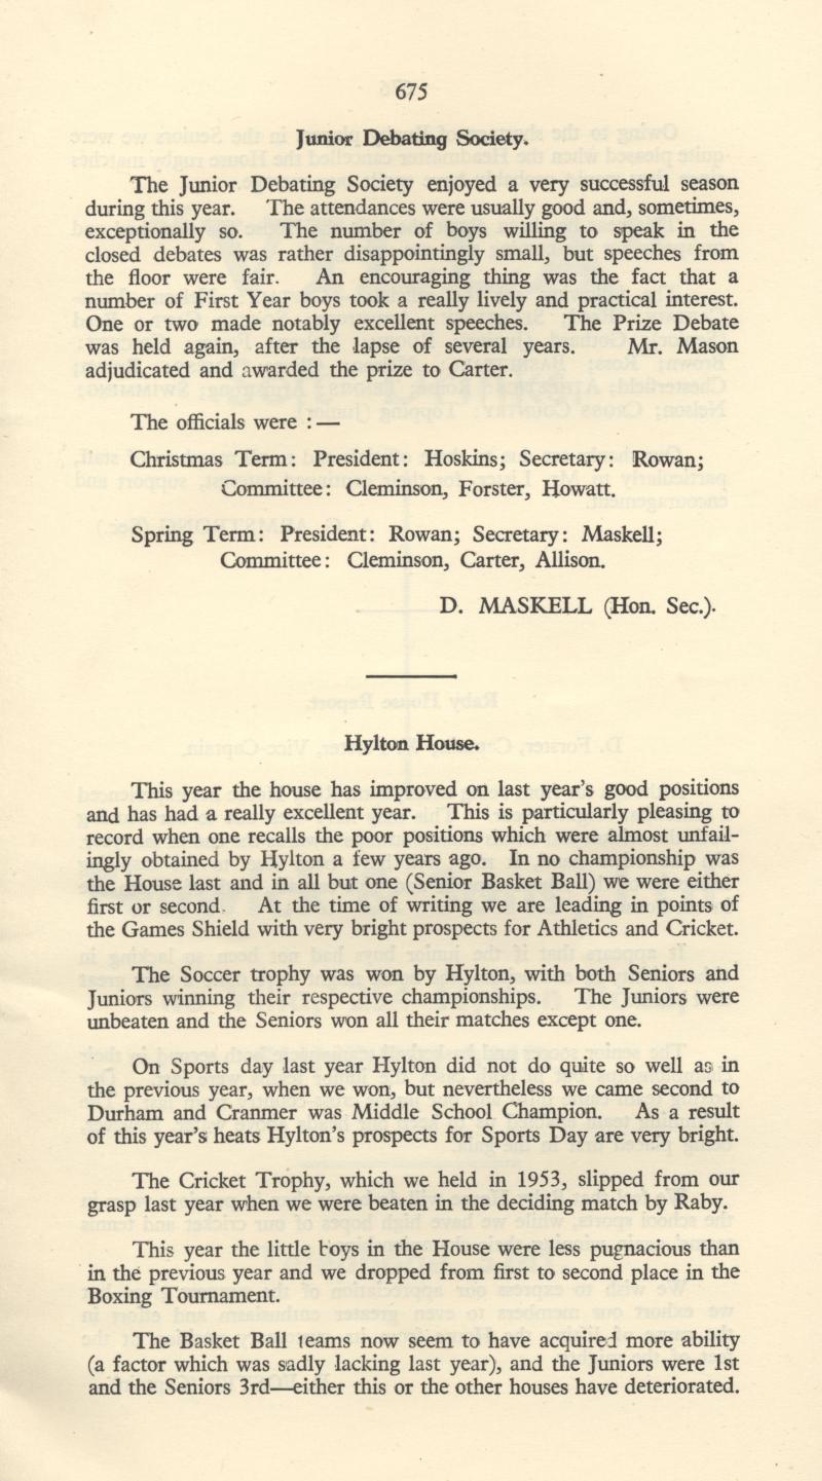 675
Junior Debating Society.
The Junior Debating Society enjoyed a very successful season
during this year. The attendances were usually good and, sometimes,
exceptionally so. The number of boys willing to speak in the
closed debates was rather disappointingly small, but speeches from
the floor were fair. An encouraging thing was the fact that a
number of First Year boys took a really lively and practical interest.
One or two made notably excellent speeches. The Prize Debate
was held again, after the lapse of several years. Mr. Mason
adjudicated and awarded the prize to Carter.
The officials were :—
Christmas Term: President: Hoskins; Secretary: Rowan;
Committee: Cleminson, Forster, Howatt.
Spring Term: President: Rowan; Secretary: Maskell;
Committee: Cleminson, Carter, Allison.
D. MASKELL (Hon. Sec.).
Hylton House.
This year the house has improved on last year's good positions
and has had a really excellent year. This is particularly pleasing to
record when one recalls the poor positions which were almost unfail-
ingly obtained by Hylton a few years ago. In no championship was
the House last and in all but one (Senior Basket Ball) we were either
first or second. At the time of writing we are leading in points of
the Games Shield with very bright prospects for Athletics and Cricket.
The Soccer trophy was won by Hylton, with both Seniors and
Juniors winning their respective championships. The Juniors were
unbeaten and the Seniors won all their matches except one.
On Sports day last year Hylton did not do quite so well as in
the previous year, when we won, but nevertheless we came second to
Durham and Cranmer was Middle School Champion. As a result
of this year's heats Hylton's prospects for Sports Day are very bright.
The Cricket Trophy, which we held in 1953, slipped from our
grasp last year when we were beaten in the deciding match by Raby.
This year the little boys in the House were less pugnacious than
in the previous year and we dropped from first to second place in the
Boxing Tournament.
The Basket Ball teams now seem to have acquired more ability
(a factor which was sadly lacking last year), and the Juniors were 1st
and the Seniors 3rd—either this or the other houses have deteriorated.